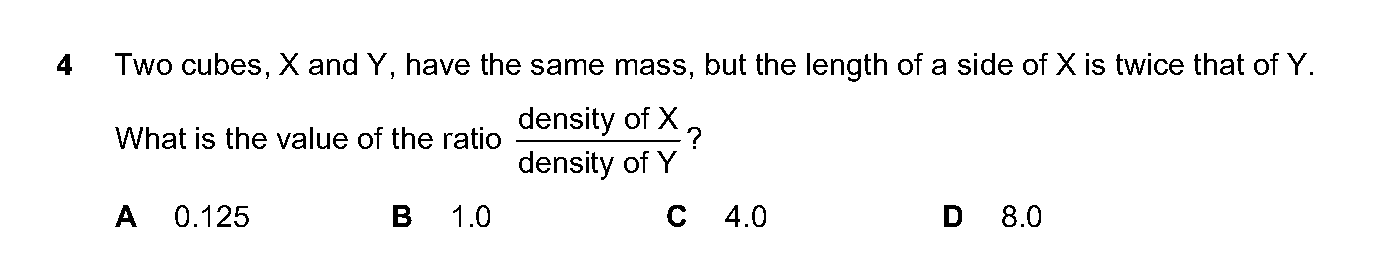 4 Two cubes, X and Y, have the same mass, but the length of a side of X is twice that of Y.
What is the value of the ratio density of X / density of Y ?
A 0.125 B 1.0 C 4.0 D 8.0